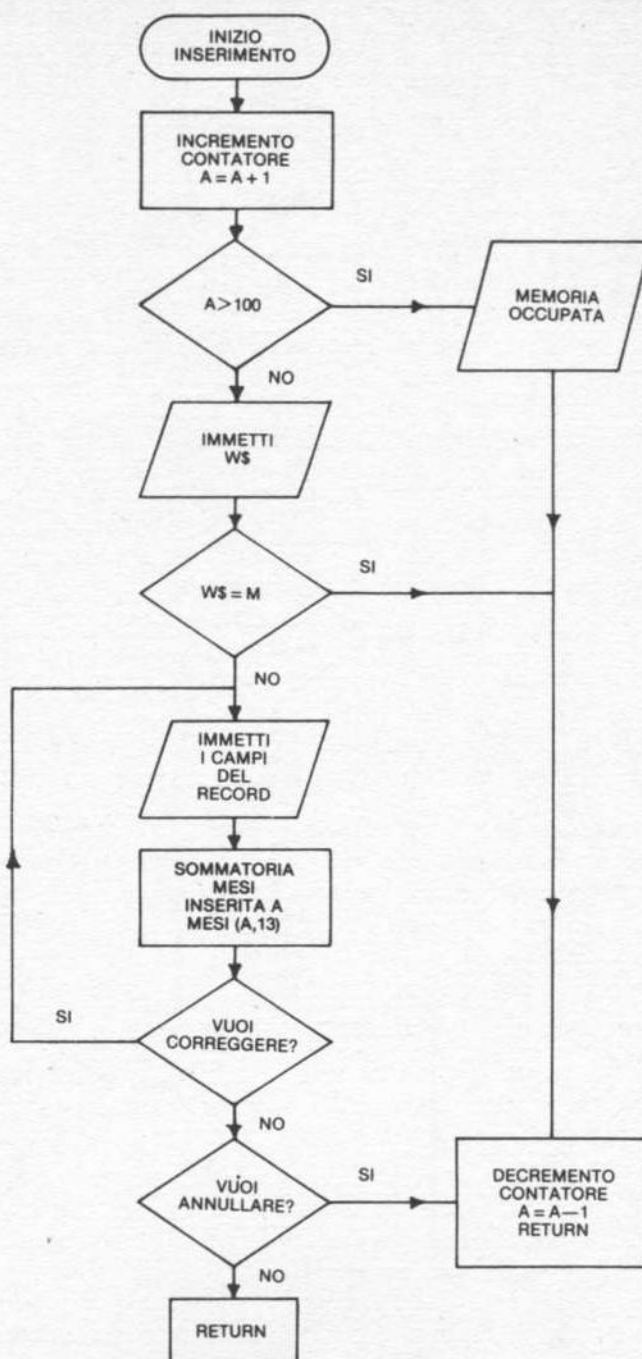 INIZIO
INSERIMENTO
INCREMENTO
CONTATORE
A = A + 1
A > 100
SI
MEMORIA
OCCUPATA
NO
IMMETTI
W$
W$ = M
SI
NO
IMMETTI
I CAMPI
DEL
RECORD
SOMMATORIA
MESI
INSERITA A
MESI (A,13)
SI
VUOI
CORREGGERE?
NO
VUOI
ANNULLARE?
SI
DECREMENTO
CONTATORE
A = A—1
RETURN
NO
RETURN